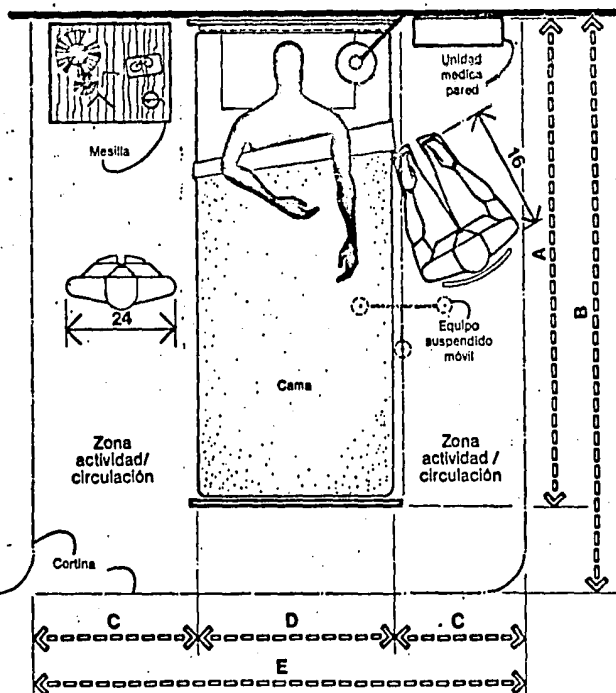 Unidad
medica
pared
Mesilla
16
A
B
24
Equipo
suspendido
móvil
Cama
Zona
actividad/
circulación
Zona
actividad/
circulación
Cortina
C
D
C
E